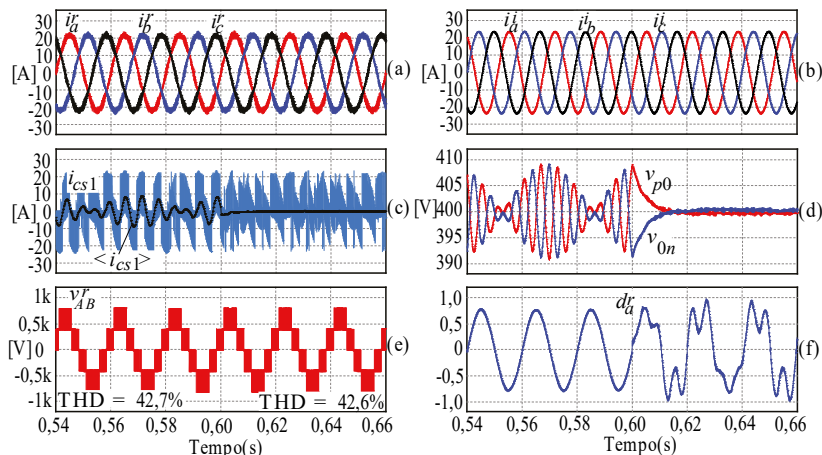 i_a^r i_b^r i_c^r
30
20
10
[A] 0
-10
-20
-30
(a)
i_a^i i_b^i i_c^i
30
20
10
[A] 0
-10
-20
-30
(b)
30
20
10
[A] 0
-10
-20
-30
i_cs1
<i_cs1>
(c)
410
405
[V] 400
395
390
v_p0
v_0n
(d)
1k
0,5k
[V] 0
-0,5k
-1k
v_AB^r
THD = 42,7% THD = 42,6%
(e)
0,54 0,56 0,58 0,60 0,62 0,64 0,66
Tempo(s)
1,0
0,5
0
-0,5
-1,0
d_a^r
(f)
0,54 0,56 0,58 0,60 0,62 0,64 0,66
Tempo(s)